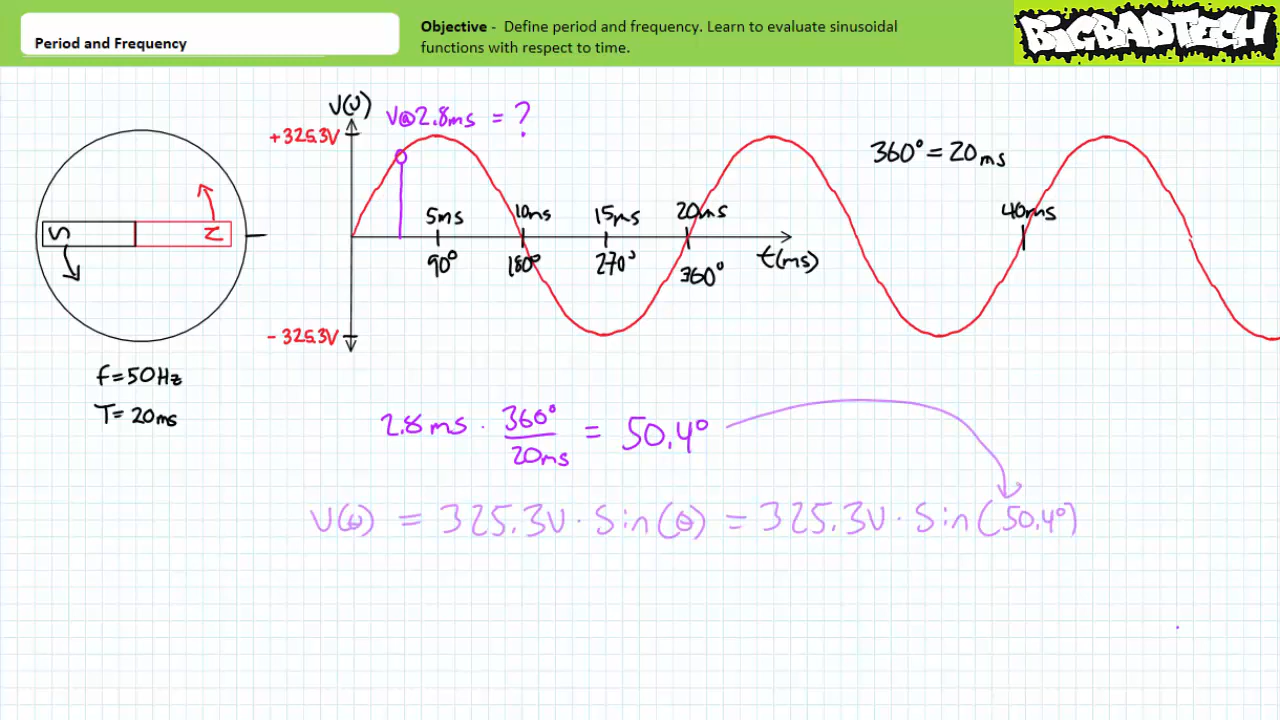 Period and Frequency
Objective - Define period and frequency. Learn to evaluate sinusoidal
functions with respect to time.
BIGBADTECH
V(v)
V@2.8ms = ?
+325.3V
360° = 20ms
5ms
10ms
15ms
20ms
40ms
S
N
90°
180°
270°
360°
t(ms)
-325.3V
f=50Hz
T= 20ms
2.8ms · 360°/20ms = 50.4°
V(θ) = 325.3V · Sin(θ) = 325.3V · Sin(50.4°)